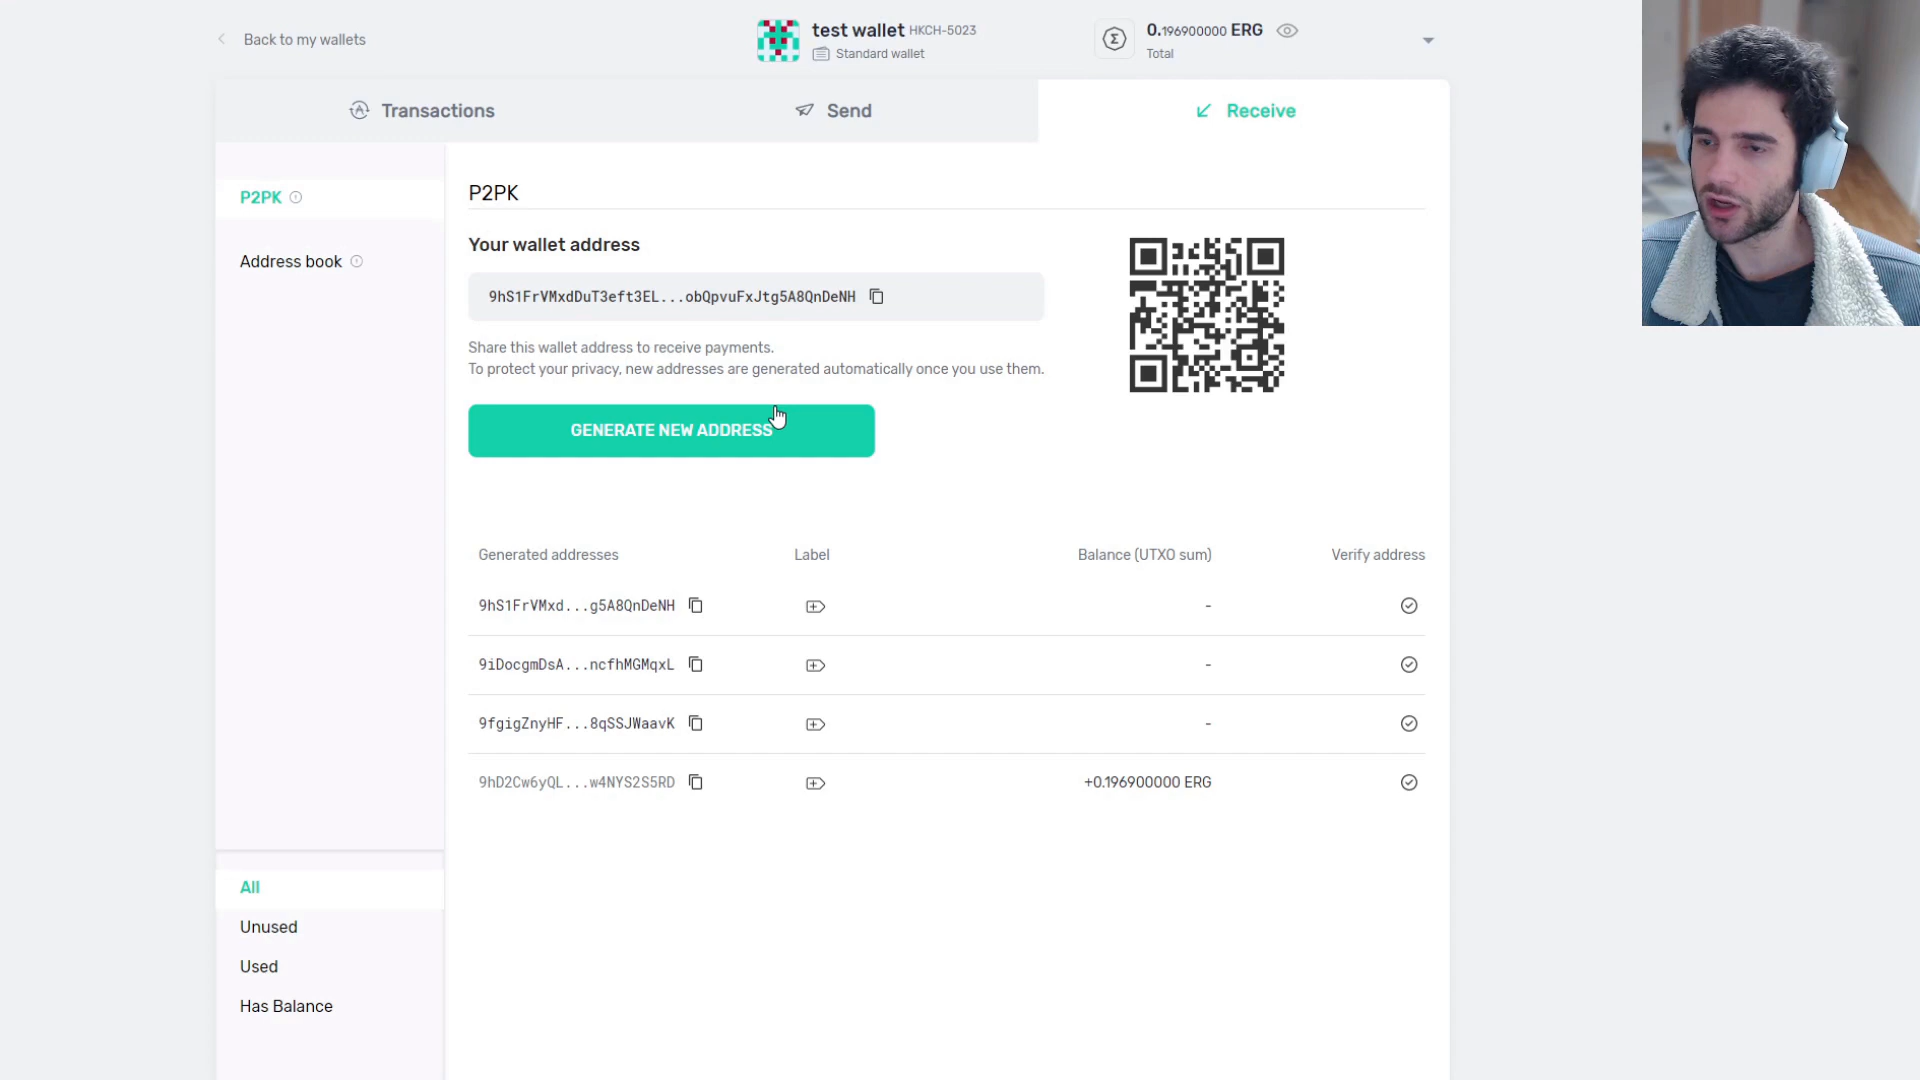 Back to my wallets
test wallet HKCH-5023
Standard wallet
0.196900000 ERG
Total
Transactions
Send
Receive
P2PK
Address book
P2PK
Your wallet address
9hS1FrVMxdDuT3eft3EL...obQpvuFxJtg5A8QnDeNH
Share this wallet address to receive payments.
To protect your privacy, new addresses are generated automatically once you use them.
GENERATE NEW ADDRESS
Generated addresses Label Balance (UTXO sum) Verify address
9hS1FrVMxd...g5A8QnDeNH -
9iDocgmDsA...ncfhMGMqxL -
9fgigZnyHF...8qSSJWaavK -
9hD2Cw6yQL...w4NYS2S5RD +0.196900000 ERG
All
Unused
Used
Has Balance